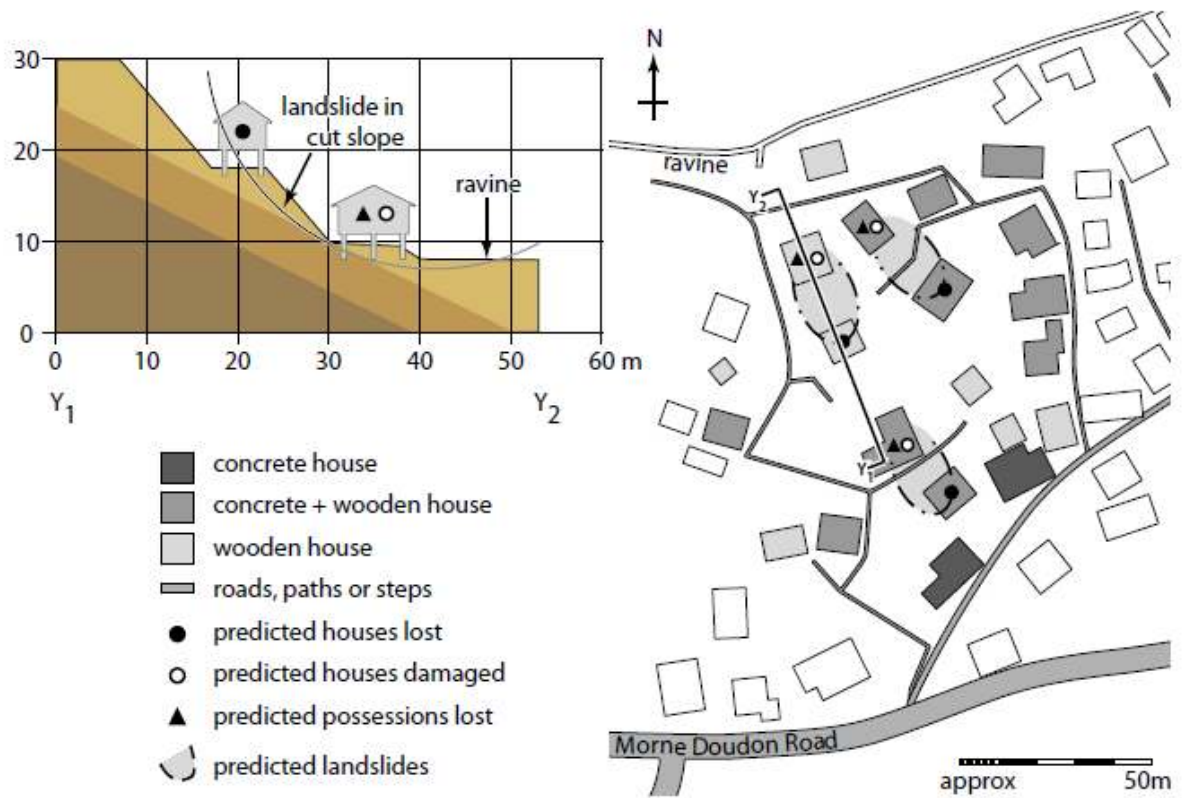 30
20
10
0
0
10
20
30
40
50
60 m
Y1
Y2
landslide in
cut slope
ravine
concrete house
concrete + wooden house
wooden house
roads, paths or steps
predicted houses lost
predicted houses damaged
predicted possessions lost
predicted landslides
N
ravine
Y2
Y1
Morne Doudon Road
approx
50m